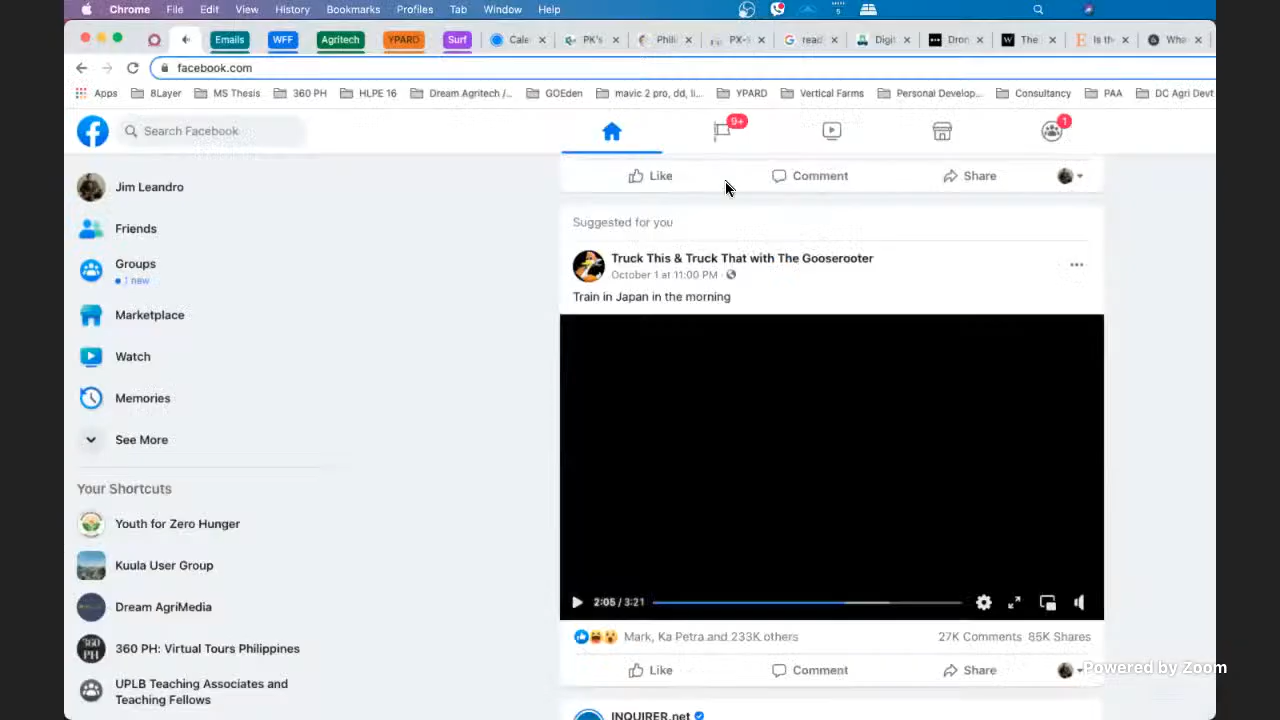 Chrome File Edit View History Bookmarks Profiles Tab Window Help
Emails WFF Agritech YPARD Surf Cale PK's Phili PX- read Digit Dron The Is the Wha
facebook.com
Apps 8Layer MS Thesis 360 PH HLPE 16 Dream Agritech /... GOEden mavic 2 pro, dd, li... YPARD Vertical Farms Personal Develop... Consultancy PAA DC Agri Devt
Search Facebook
9+
1
Like Comment Share
Jim Leandro
Friends
Groups
1 new
Marketplace
Watch
Memories
See More
Your Shortcuts
Youth for Zero Hunger
Kuula User Group
Dream AgriMedia
360 PH
360 PH: Virtual Tours Philippines
UPLB Teaching Associates and
Teaching Fellows
Suggested for you
Truck This & Truck That with The Gooserooter
October 1 at 11:00 PM ·
Train in Japan in the morning
2:05 / 3:21
Mark, Ka Petra and 233K others
27K Comments 85K Shares
Like Comment Share
INQUIRER.net
Powered by Zoom